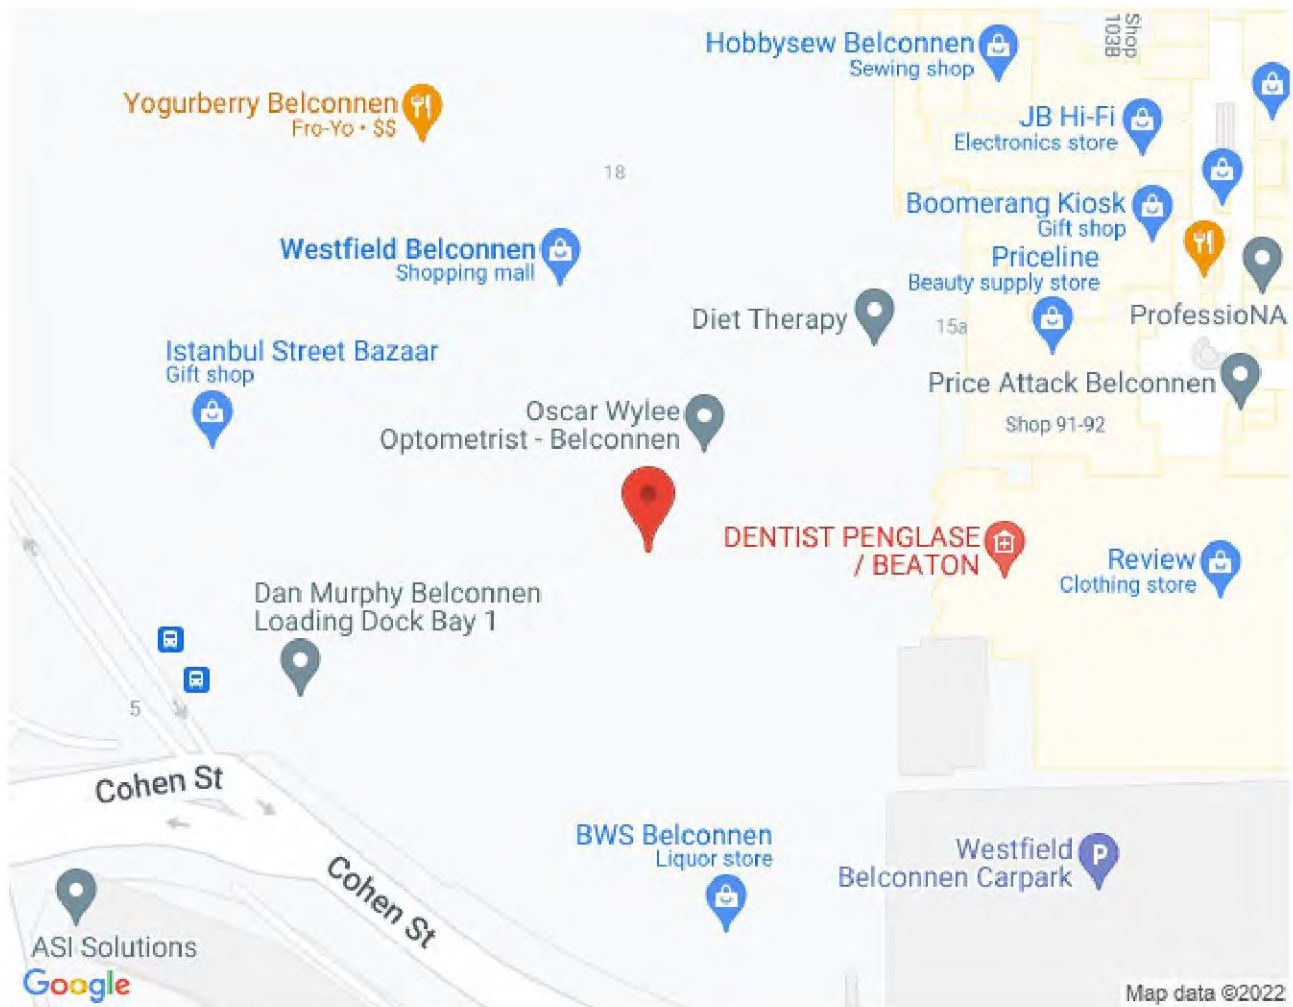 Hobbysew Belconnen
Sewing shop
Shop
103B
Yogurberry Belconnen
Fro-Yo • $$
JB Hi-Fi
Electronics store
18
Boomerang Kiosk
Gift shop
Westfield Belconnen
Shopping mall
Priceline
Beauty supply store
Diet Therapy
15a
ProfessioNA
Istanbul Street Bazaar
Gift shop
Price Attack Belconnen
Shop 91-92
Oscar Wylee
Optometrist - Belconnen
DENTIST PENGLASE
/ BEATON
Review
Clothing store
Dan Murphy Belconnen
Loading Dock Bay 1
5
Cohen St
BWS Belconnen
Liquor store
Westfield
Belconnen Carpark
P
Cohen St
ASI Solutions
Google
Map data ©2022